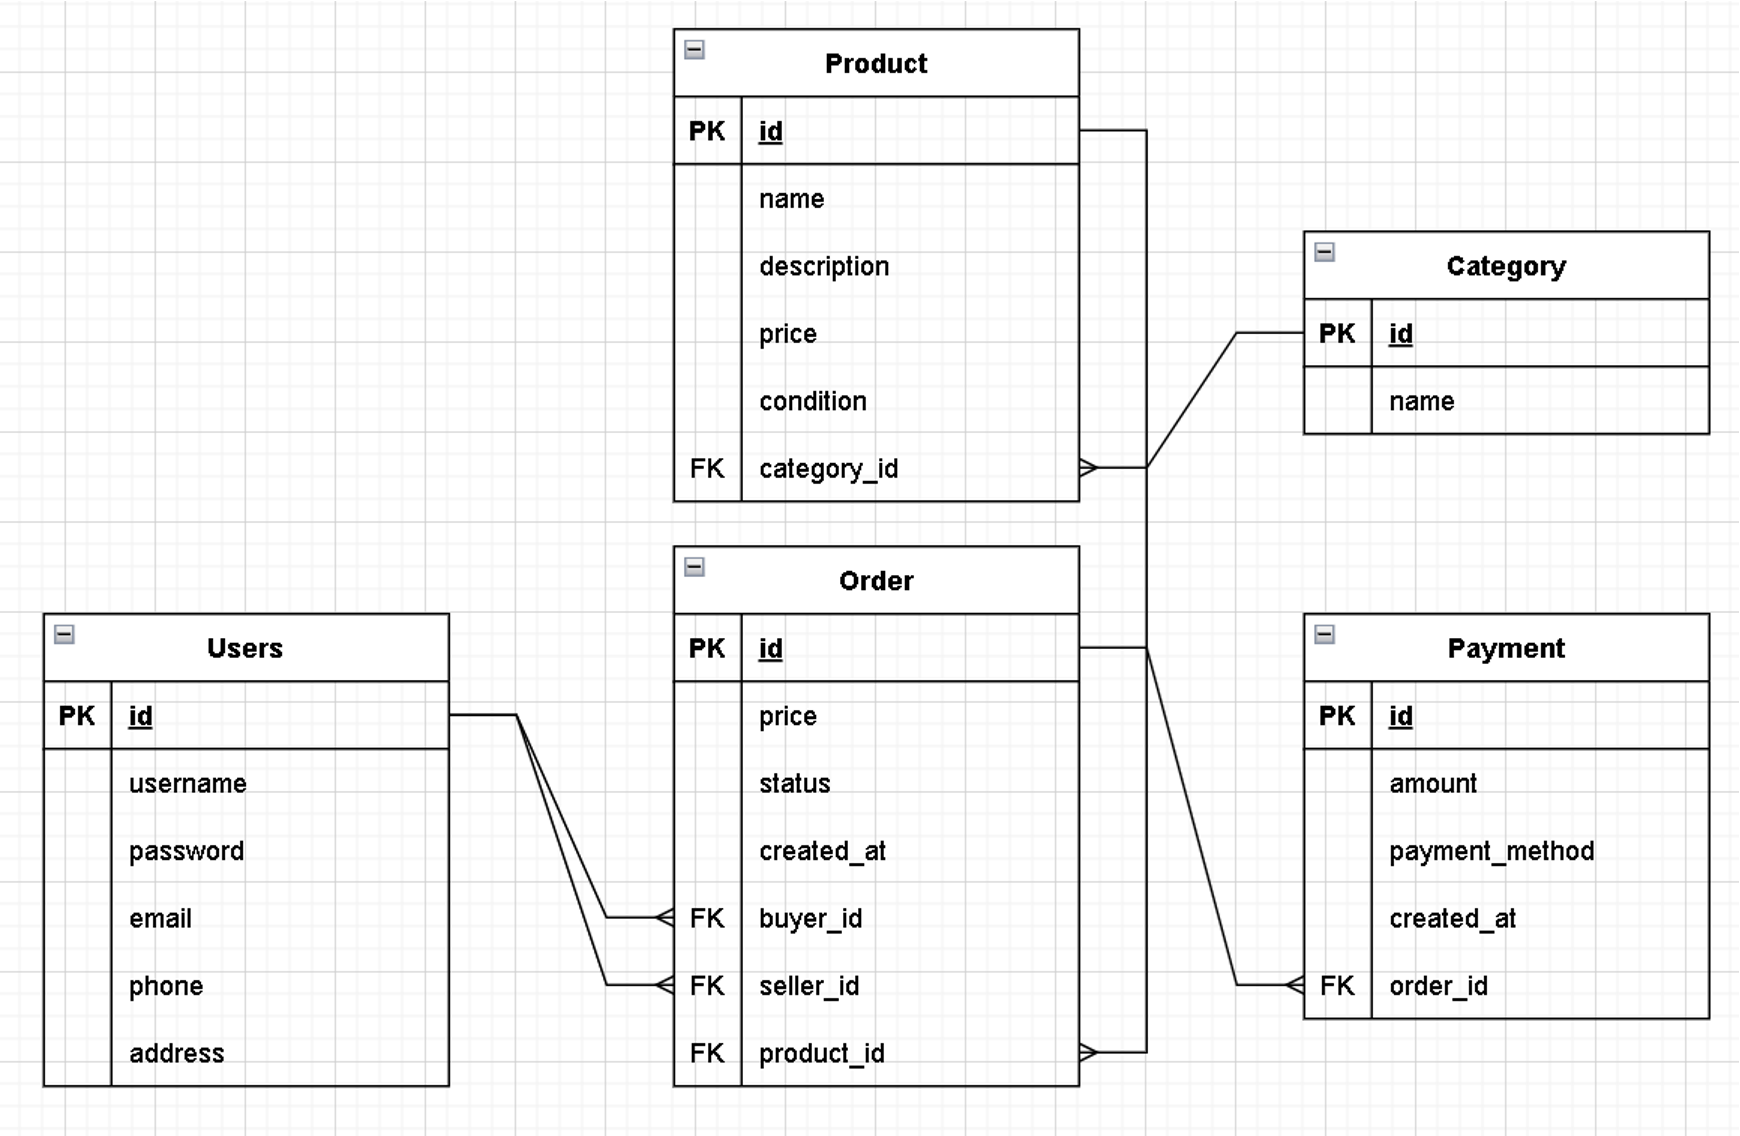 Product
PK id
name
description
price
condition
FK category_id
Category
PK id
name
Order
PK id
price
status
created_at
FK buyer_id
FK seller_id
FK product_id
Users
PK id
username
password
email
phone
address
Payment
PK id
amount
payment_method
created_at
FK order_id